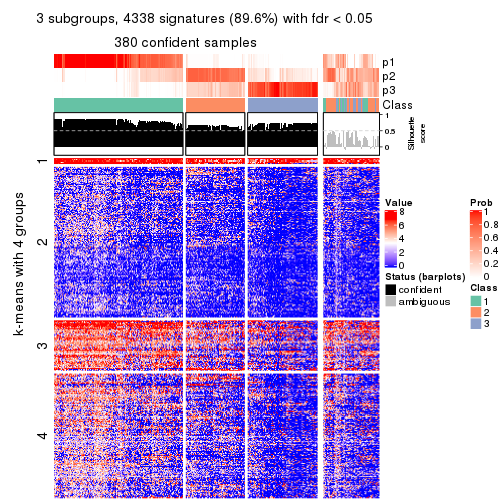 3 subgroups, 4338 signatures (89.6%) with fdr < 0.05
380 confident samples
p1
p2
p3
Class
1
0.5
0
Silhouette
score
k-means with 4 groups
1
2
3
4
Value
8
6
4
2
0
Status (barplots)
confident
ambiguous
Prob
1
0.8
0.6
0.4
0.2
0
Class
1
2
3